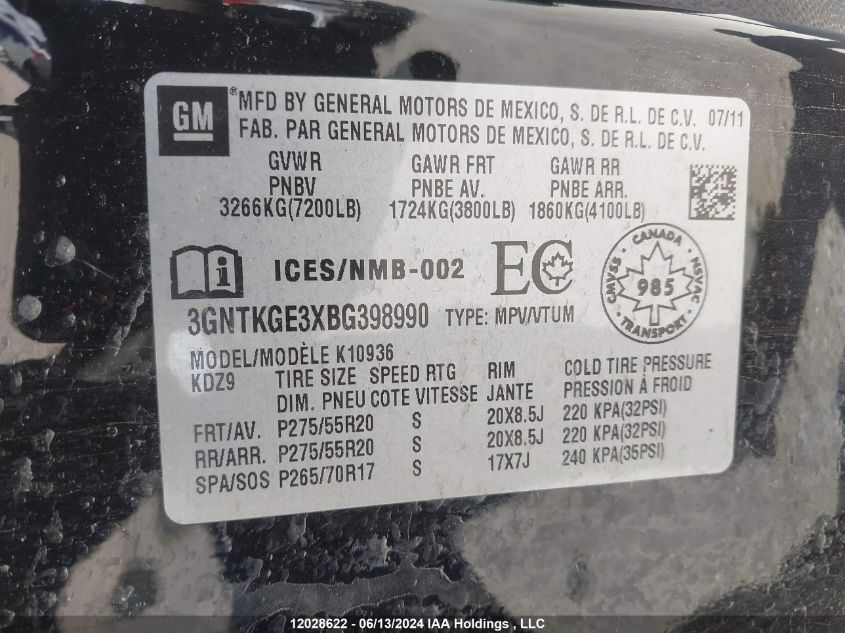 GM
®MFD BY GENERAL MOTORS DE MEXICO, S. DE R.L. DE C.V. 07/11
FAB. PAR GENERAL MOTORS DE MEXICO, S. DE R.L. DE C.V.
GVWR GAWR FRT GAWR RR
PNBV PNBE AV. PNBE ARR.
3266KG(7200LB) 1724KG(3800LB) 1860KG(4100LB)
i ICES/NMB-002 EC
CANADA
CMVSS 985 NSVAC
TRANSPORT
3GNTKGE3XBG398990 TYPE: MPV/VTUM
MODEL/MODÈLE K10936
KDZ9 TIRE SIZE SPEED RTG RIM COLD TIRE PRESSURE
DIM. PNEU COTE VITESSE JANTE PRESSION À FROID
FRT/AV. P275/55R20 S 20X8.5J 220 KPA(32PSI)
RR/ARR. P275/55R20 S 20X8.5J 220 KPA(32PSI)
SPA/SOS P265/70R17 S 17X7J 240 KPA(35PSI)
12028622 - 06/13/2024 IAA Holdings , LLC